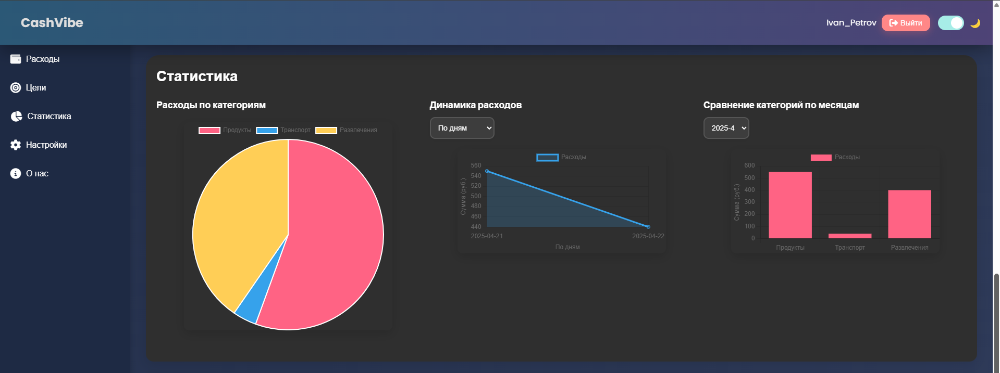 CashVibe
Ivan_Petrov
Выйти
Расходы
Цели
Статистика
Настройки
О нас
Статистика
Расходы по категориям
Продукты Транспорт Развлечения
Динамика расходов
По дням
Расходы
Сумма (руб.)
560
540
520
500
480
460
440
2025-04-21 2025-04-22
По дням
Сравнение категорий по месяцам
2025-4
Расходы
Сумма (руб.)
600
500
400
300
200
100
0
Продукты Транспорт Развлечения